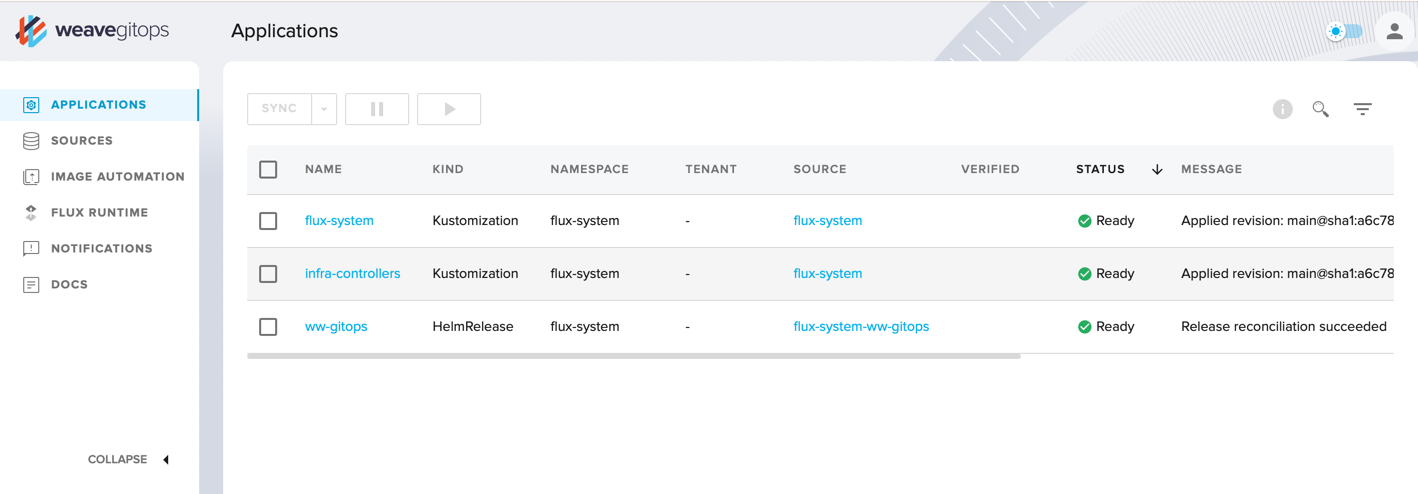 weavegitops
Applications
APPLICATIONS
SOURCES
IMAGE AUTOMATION
FLUX RUNTIME
NOTIFICATIONS
DOCS
COLLAPSE
SYNC
NAME KIND NAMESPACE TENANT SOURCE VERIFIED STATUS MESSAGE
flux-system Kustomization flux-system - flux-system Ready Applied revision: main@sha1:a6c78
infra-controllers Kustomization flux-system - flux-system Ready Applied revision: main@sha1:a6c78
ww-gitops HelmRelease flux-system - flux-system-ww-gitops Ready Release reconciliation succeeded